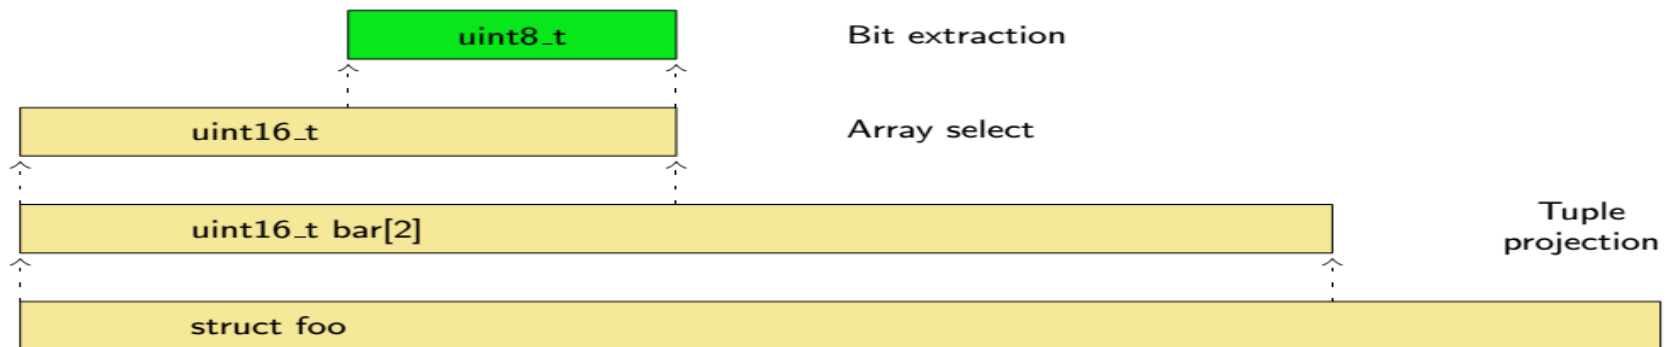 uint8_t
Bit extraction
uint16_t
Array select
uint16_t bar[2]
Tuple
projection
struct foo